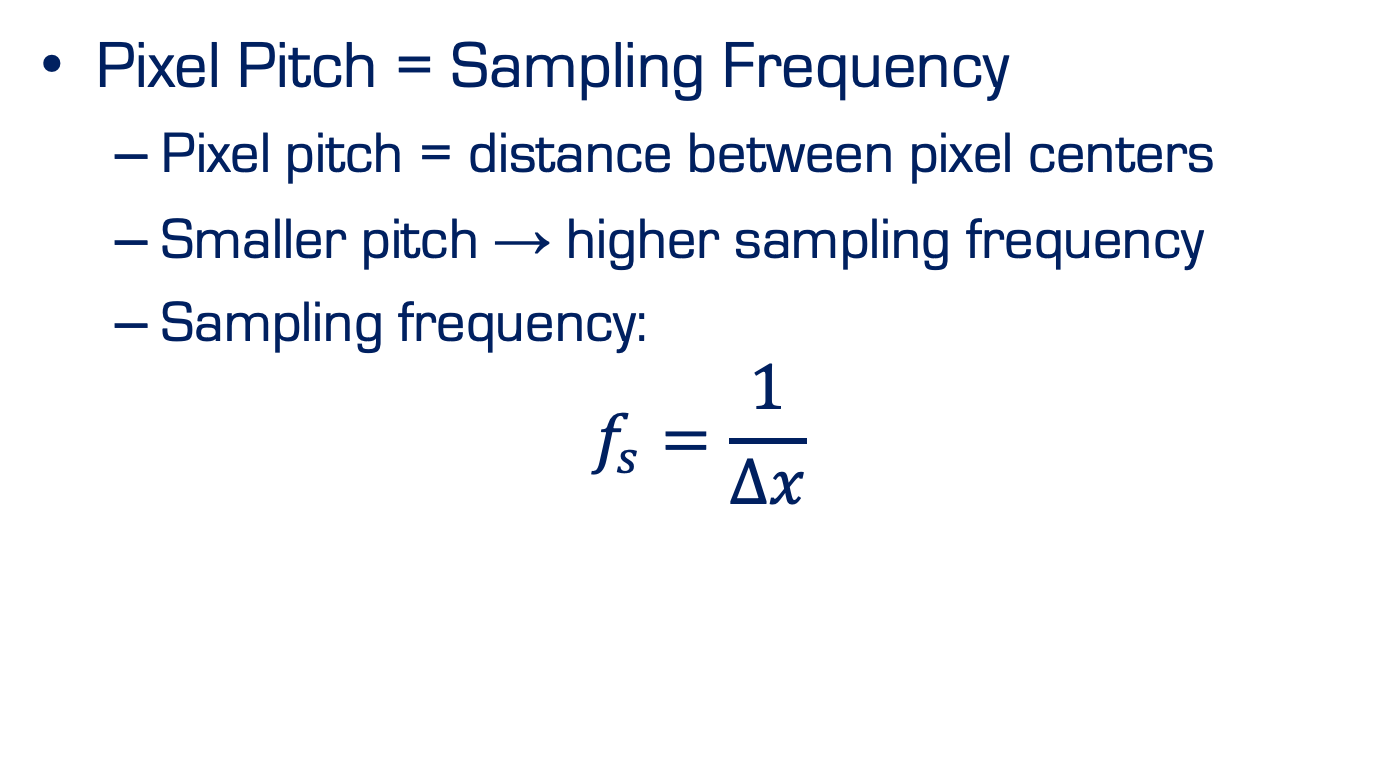 • Pixel Pitch = Sampling Frequency
– Pixel pitch = distance between pixel centers
– Smaller pitch → higher sampling frequency
– Sampling frequency:
fₛ = 1/Δx